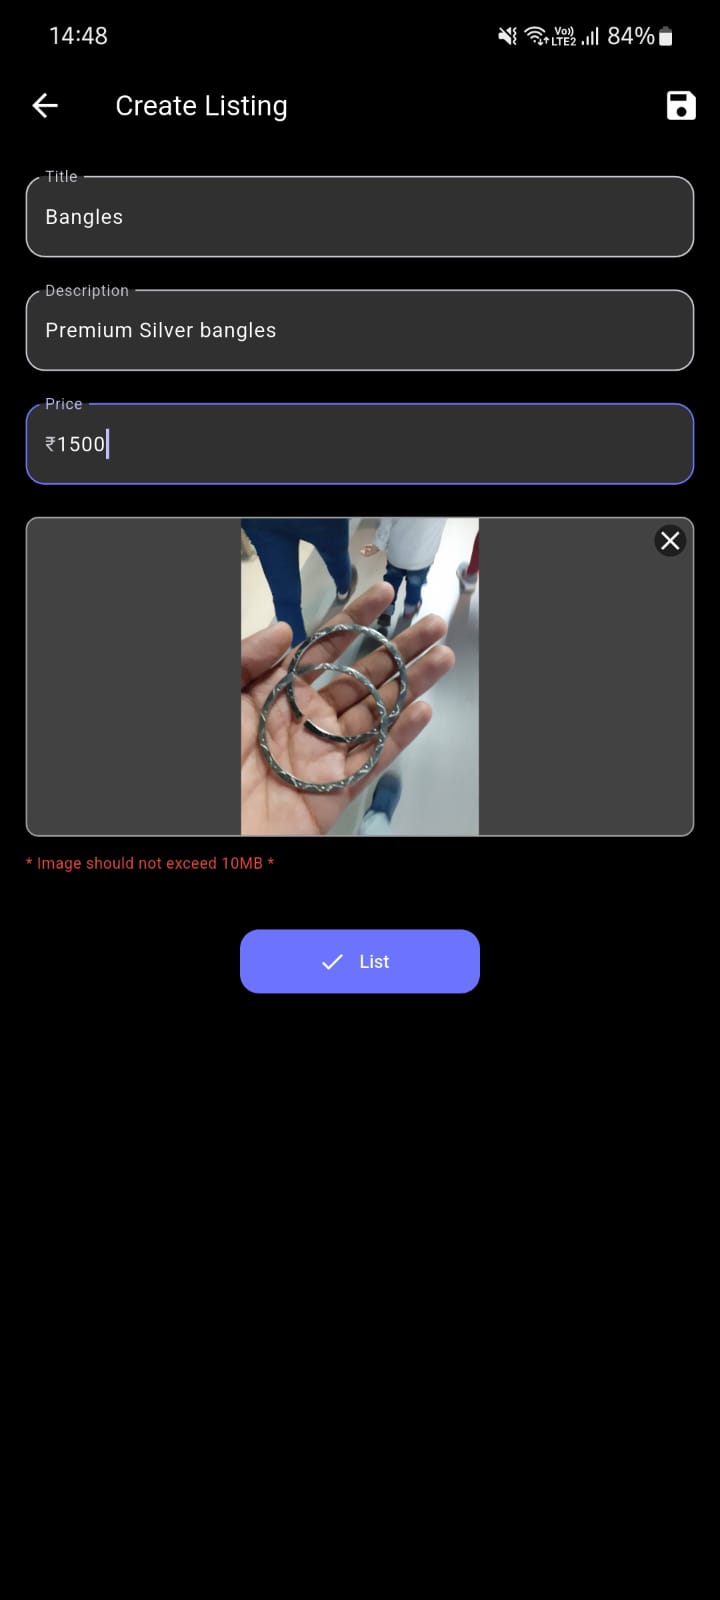 14:48
Vo)) LTE2 84%
Create Listing
Title
Bangles
Description
Premium Silver bangles
Price
₹1500
* Image should not exceed 10MB *
List